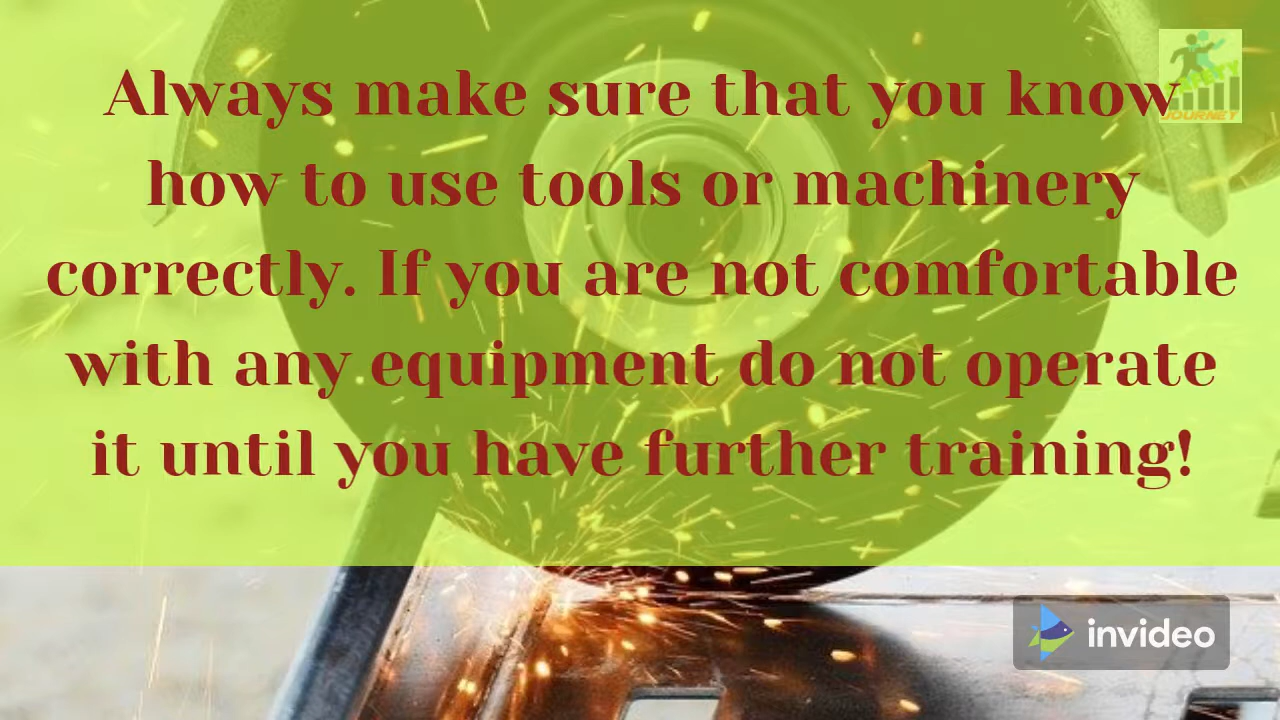 Always make sure that you know
how to use tools or machinery
correctly. If you are not comfortable
with any equipment do not operate
it until you have further training!
JOURNEY
invideo